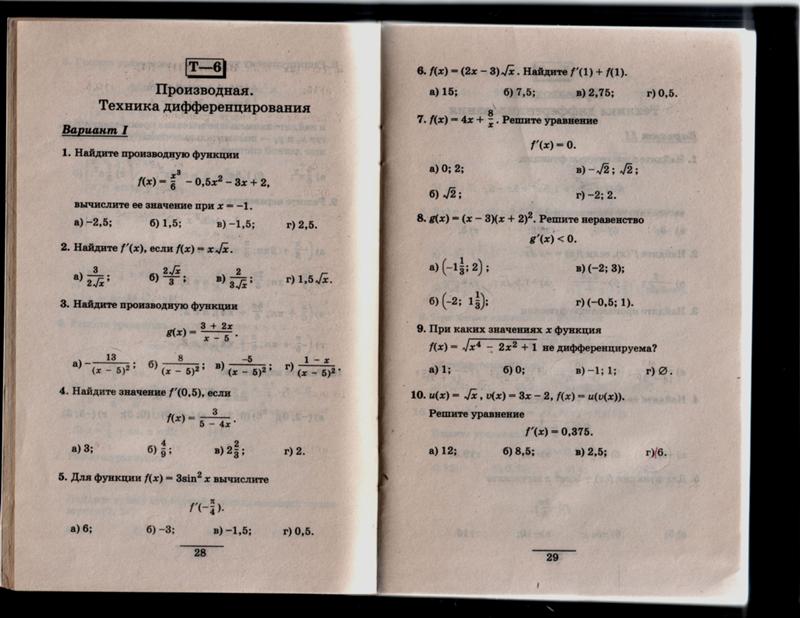 Т—6
Производная.
Техника дифференцирования
Вариант I
1. Найдите производную функции
f(x) = x³/6 − 0,5x² − 3x + 2,
вычислите ее значение при x = −1.
а) −2,5; б) 1,5; в) −1,5; г) 2,5.
2. Найдите f′(x), если f(x) = x√x.
а) 3/(2√x); б) 2√x/3; в) 2/(3√x); г) 1,5√x.
3. Найдите производную функции
g(x) = (3 + 2x)/(x − 5).
а) −13/(x − 5)²; б) 8/(x − 5)²; в) −5/(x − 5)²; г) (1 − x)/(x − 5)².
4. Найдите значение f′(0,5), если
f(x) = 3/(5 − 4x).
а) 3; б) 4/9; в) 2 2/3; г) 2.
5. Для функции f(x) = 3sin² x вычислите
f′(−π/4).
а) 6; б) −3; в) −1,5; г) 0,5.
28
6. f(x) = (2x − 3)√x. Найдите f′(1) + f(1).
а) 15; б) 7,5; в) 2,75; г) 0,5.
7. f(x) = 4x + 8/x. Решите уравнение
f′(x) = 0.
а) 0; 2; в) −√2; √2;
б) √2; г) −2; 2.
8. g(x) = (x − 3)(x + 2)². Решите неравенство
g′(x) < 0.
а) (−1 1/3; 2); в) (−2; 3);
б) (−2; 1 1/3); г) (−0,5; 1).
9. При каких значениях x функция
f(x) = √(x⁴ − 2x² + 1) не дифференцируема?
а) 1; б) 0; в) −1; 1; г) ∅.
10. u(x) = √x, v(x) = 3x − 2, f(x) = u(v(x)).
Решите уравнение
f′(x) = 0,375.
а) 12; б) 8,5; в) 2,5; г) 6.
29